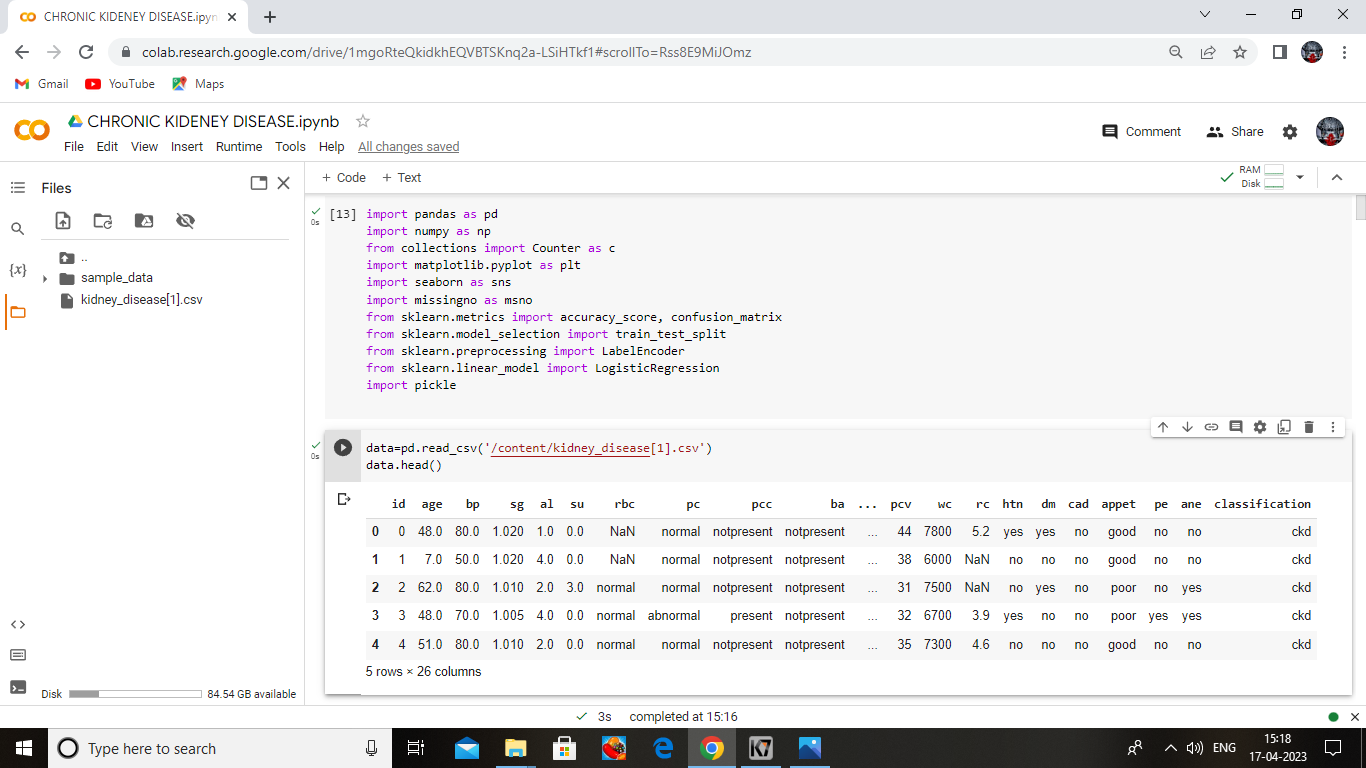 CHRONIC KIDENEY DISEASE.ipyn
colab.research.google.com/drive/1mgoRteQkidkhEQVBTSKnq2a-LSiHTkf1#scrollTo=Rss8E9MiJOmz
Gmail YouTube Maps
CHRONIC KIDENEY DISEASE.ipynb
File Edit View Insert Runtime Tools Help All changes saved
Comment Share
Files
+ Code + Text
RAM
Disk
..
sample_data
kidney_disease[1].csv
0s
[13] import pandas as pd
import numpy as np
from collections import Counter as c
import matplotlib.pyplot as plt
import seaborn as sns
import missingno as msno
from sklearn.metrics import accuracy_score, confusion_matrix
from sklearn.model_selection import train_test_split
from sklearn.preprocessing import LabelEncoder
from sklearn.linear_model import LogisticRegression
import pickle
0s
data=pd.read_csv('/content/kidney_disease[1].csv')
data.head()
id age bp sg al su rbc pc pcc ba ... pcv wc rc htn dm cad appet pe ane classification
0 0 48.0 80.0 1.020 1.0 0.0 NaN normal notpresent notpresent ... 44 7800 5.2 yes yes no good no no ckd
1 1 7.0 50.0 1.020 4.0 0.0 NaN normal notpresent notpresent ... 38 6000 NaN no no no good no no ckd
2 2 62.0 80.0 1.010 2.0 3.0 normal normal notpresent notpresent ... 31 7500 NaN no yes no poor no yes ckd
3 3 48.0 70.0 1.005 4.0 0.0 normal abnormal present notpresent ... 32 6700 3.9 yes no no poor yes yes ckd
4 4 51.0 80.0 1.010 2.0 0.0 normal normal notpresent notpresent ... 35 7300 4.6 no no no good no no ckd
5 rows × 26 columns
Disk 84.54 GB available
3s completed at 15:16
Type here to search
ENG
15:18
17-04-2023